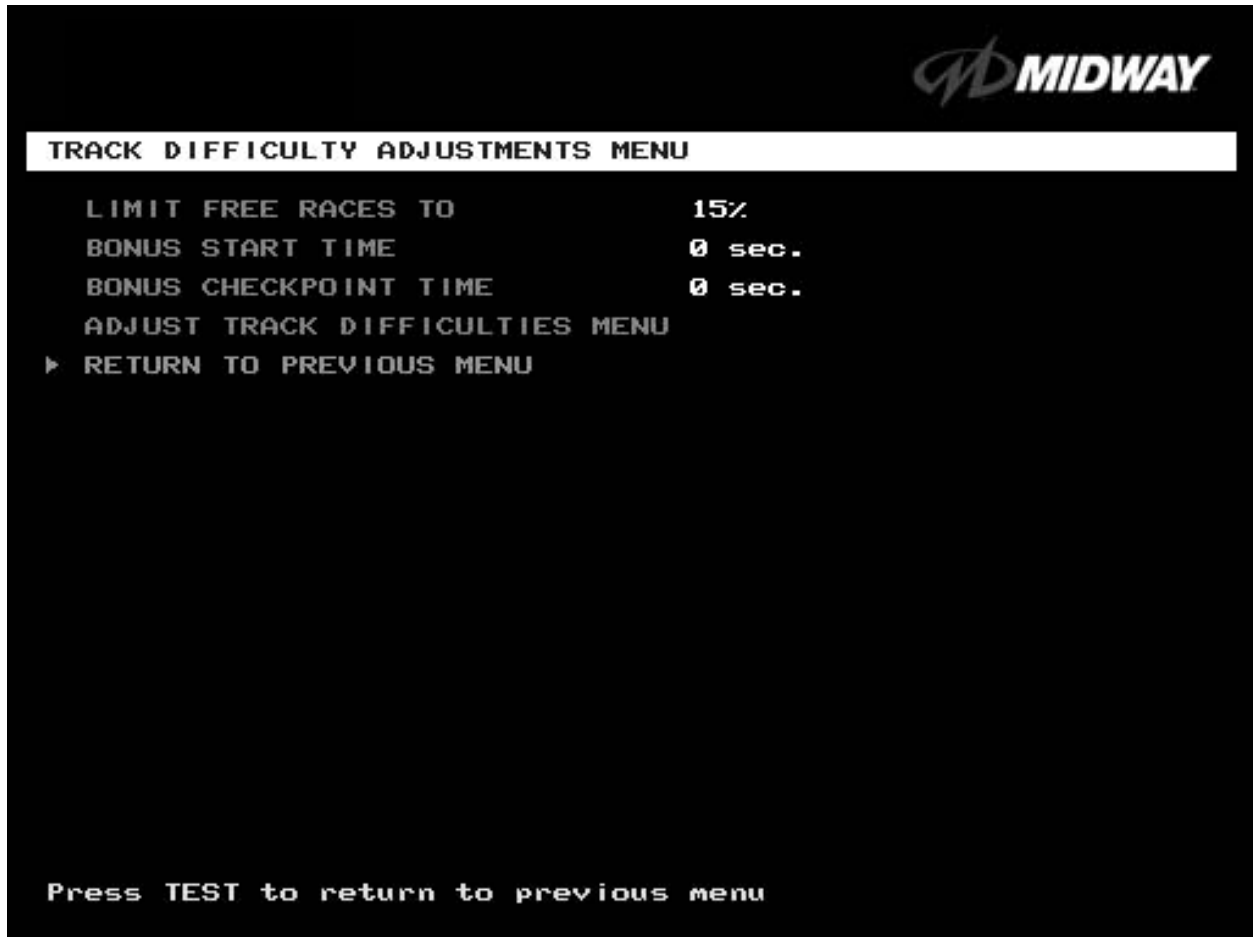 MIDWAY
TRACK DIFFICULTY ADJUSTMENTS MENU
LIMIT FREE RACES TO 15%
BONUS START TIME 0 sec.
BONUS CHECKPOINT TIME 0 sec.
ADJUST TRACK DIFFICULTIES MENU
RETURN TO PREVIOUS MENU
Press TEST to return to previous menu